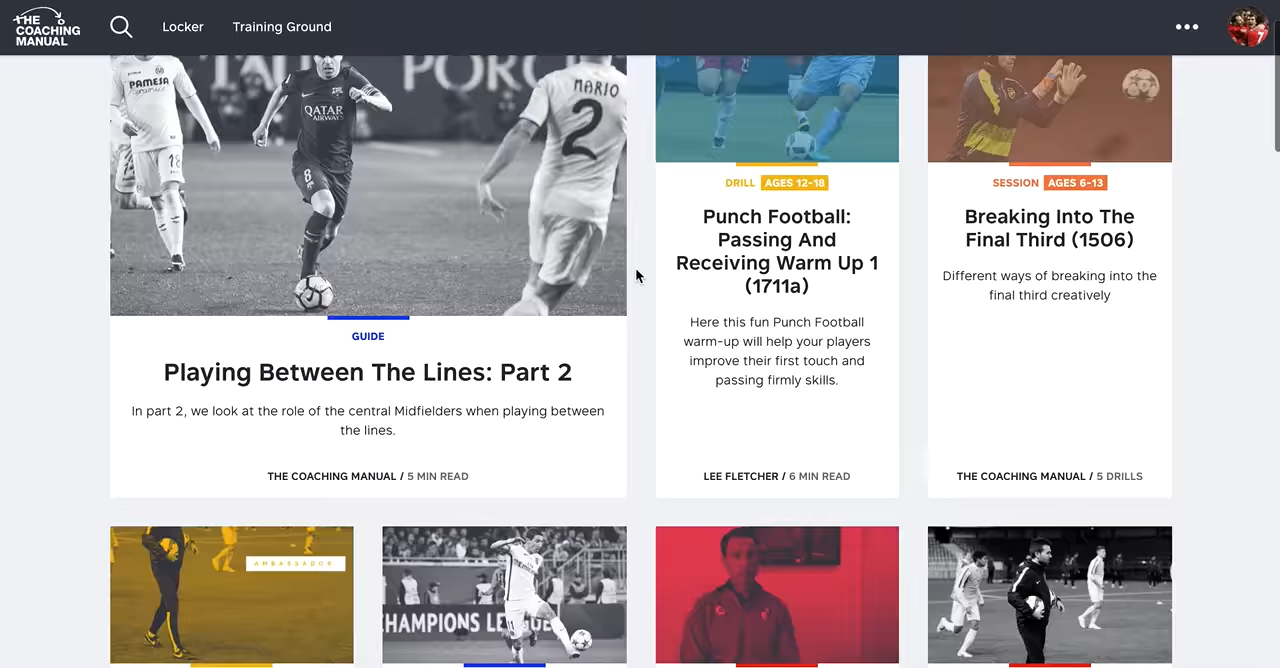 THE
COACHING
MANUAL
Locker
Training Ground
PAMESA
18
QATAR
AIRWAYS
8
MARIO
2
DRILL AGES 12-18
Punch Football:
Passing And
Receiving Warm Up 1
(1711a)
Here this fun Punch Football
warm-up will help your players
improve their first touch and
passing firmly skills.
LEE FLETCHER / 6 MIN READ
SESSION AGES 6-13
Breaking Into The
Final Third (1506)
Different ways of breaking into the
final third creatively
THE COACHING MANUAL / 5 DRILLS
GUIDE
Playing Between The Lines: Part 2
In part 2, we look at the role of the central Midfielders when playing between
the lines.
THE COACHING MANUAL / 5 MIN READ
AMBASSADOR
7